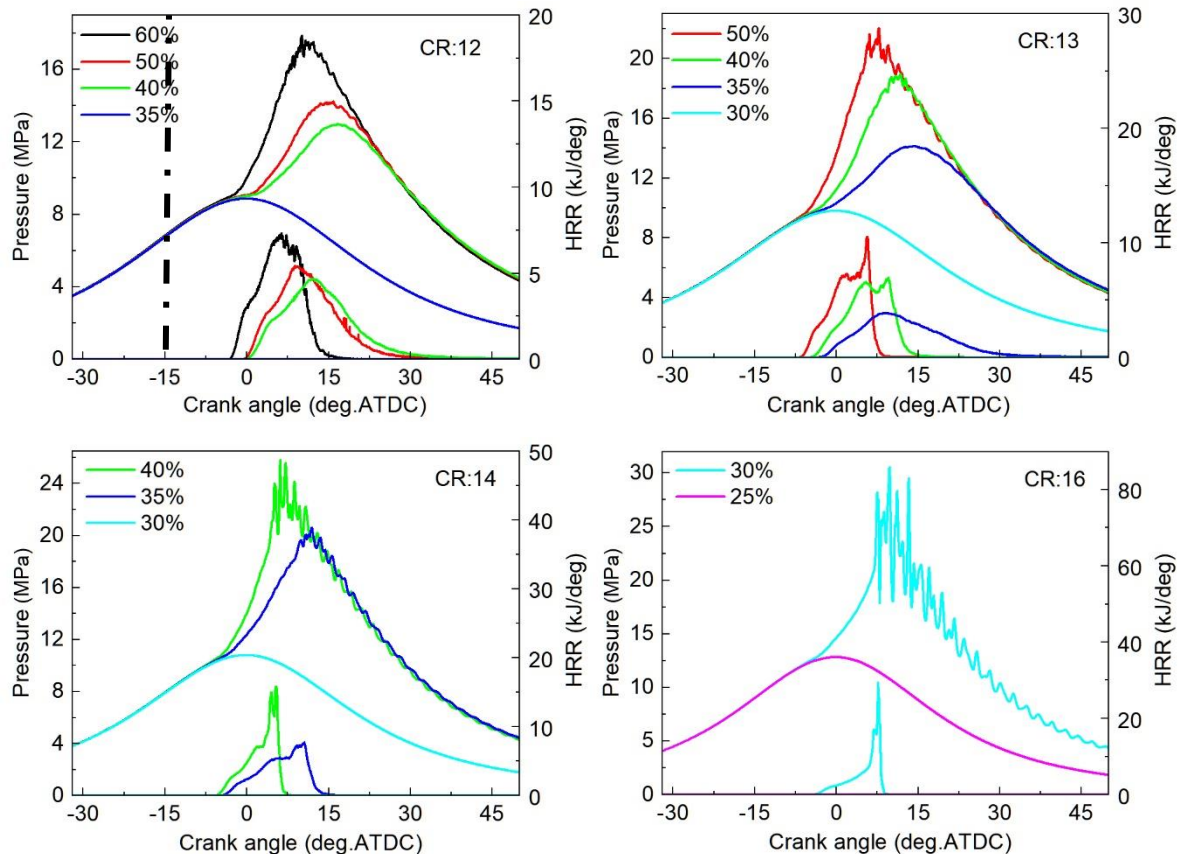 CR:12
60%
50%
40%
35%
Pressure (MPa)
16
12
8
4
0
HRR (kJ/deg)
20
15
10
5
0
-30 -15 0 15 30 45
Crank angle (deg.ATDC)
CR:13
50%
40%
35%
30%
Pressure (MPa)
20
16
12
8
4
0
HRR (kJ/deg)
30
20
10
0
-30 -15 0 15 30 45
Crank angle (deg.ATDC)
CR:14
40%
35%
30%
Pressure (MPa)
24
20
16
12
8
4
0
HRR (kJ/deg)
50
40
30
20
10
0
-30 -15 0 15 30 45
Crank angle (deg.ATDC)
CR:16
30%
25%
Pressure (MPa)
30
25
20
15
10
5
0
HRR (kJ/deg)
80
60
40
20
0
-30 -15 0 15 30 45
Crank angle (deg.ATDC)